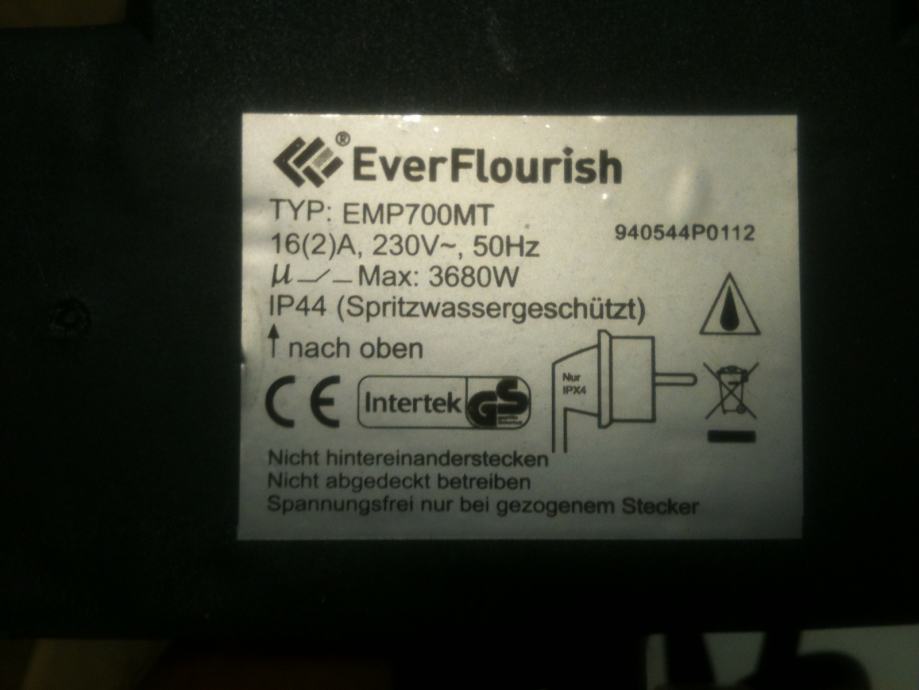 EverFlourish®
TYP: EMP700MT
16(2)A, 230V~, 50Hz
940544P0112
µ Max: 3680W
IP44 (Spritzwassergeschützt)
nach oben
Nur
IPX4
CE
Intertek GS
Nicht hintereinanderstecken
Nicht abgedeckt betreiben
Spannungsfrei nur bei gezogenem Stecker